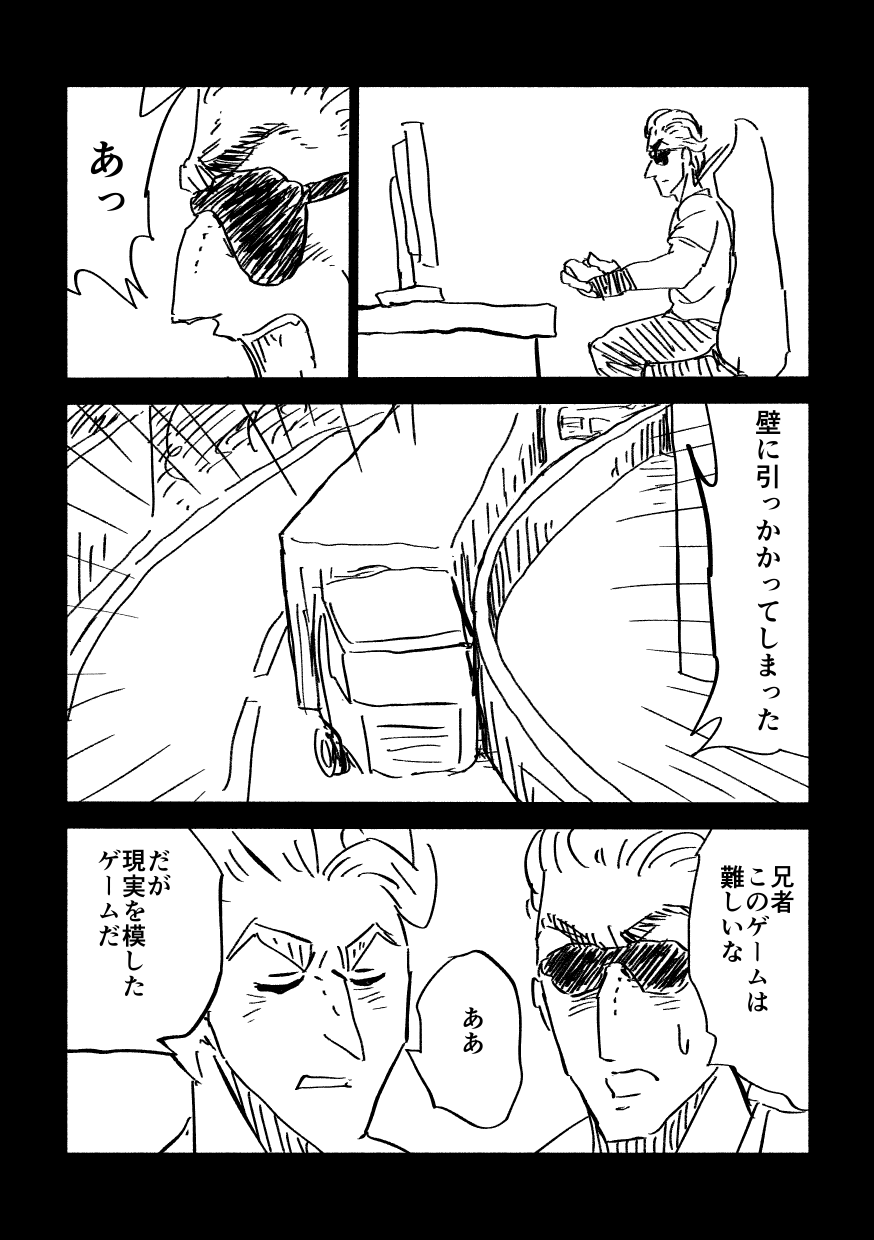 あっ
壁に引っかかってしまった
兄者
このゲームは
難しいな
ああ
だが
現実を模した
ゲームだ